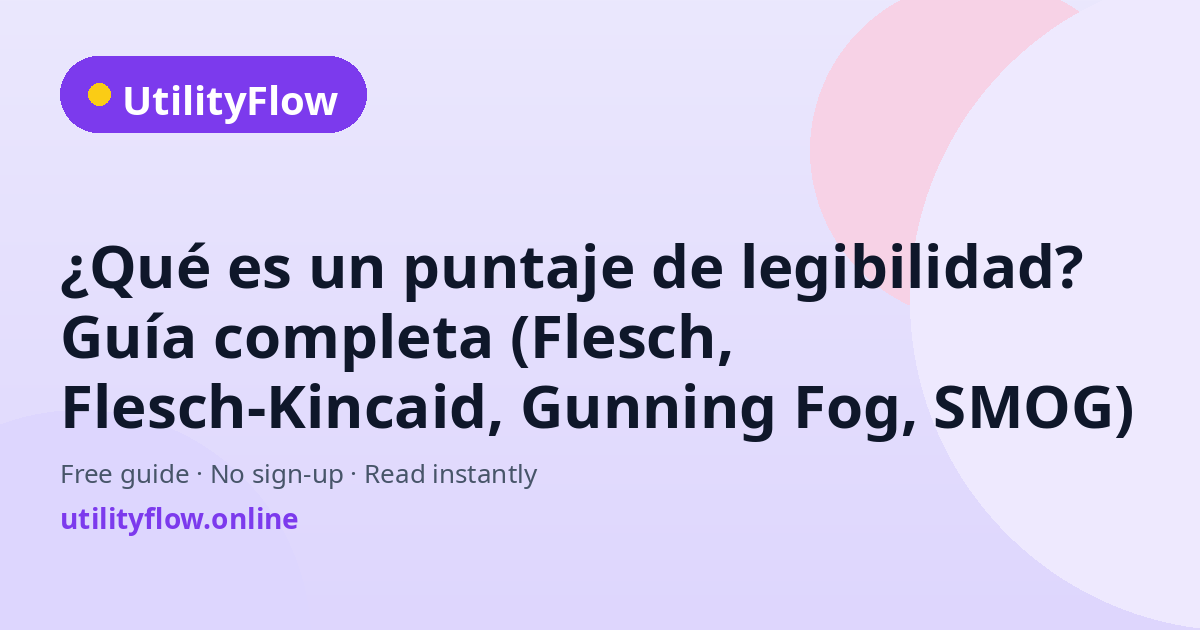 UtilityFlow
¿Qué es un puntaje de legibilidad?
Guía completa (Flesch,
Flesch-Kincaid, Gunning Fog, SMOG)
Free guide · No sign-up · Read instantly
utilityflow.online